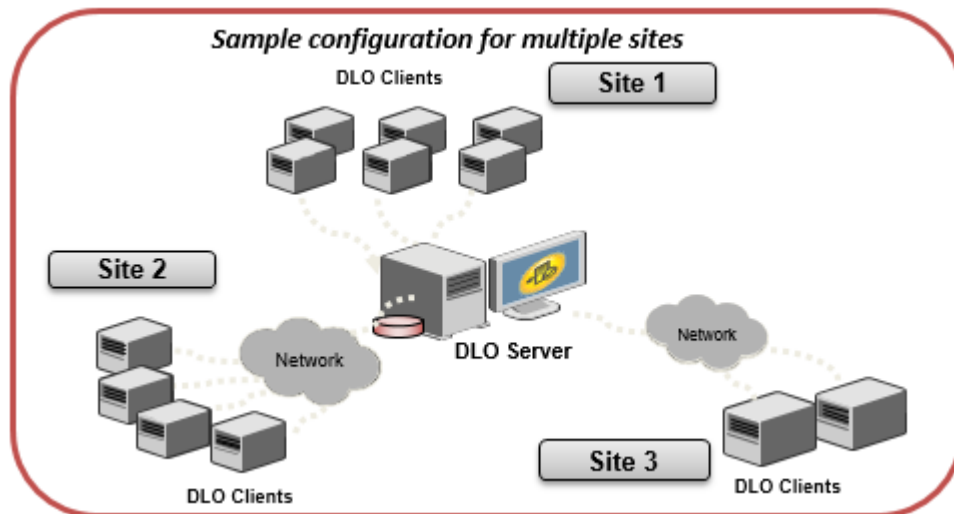 Sample configuration for multiple sites
DLO Clients
Site 1
Site 2
Network
DLO Server
Network
DLO Clients
Site 3
DLO Clients